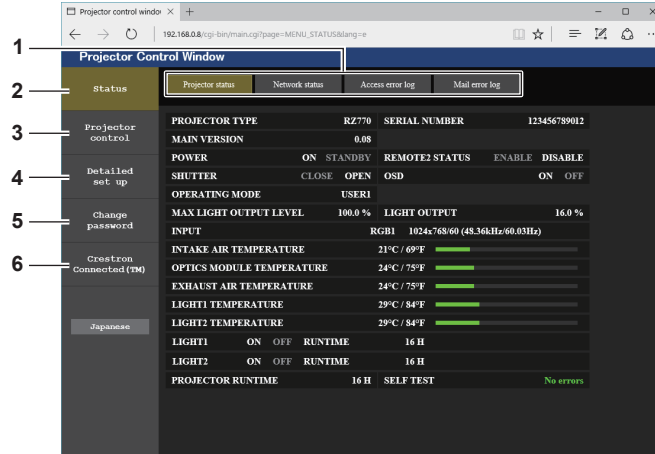 Projector control window
192.168.0.8/cgi-bin/main.cgi?page=MENU_STATUS&lang=e
Projector Control Window
1
2
3
4
5
6
Status
Projector control
Detailed set up
Change password
Crestron Connected(TM)
Japanese
Projector status Network status Access error log Mail error log
PROJECTOR TYPE RZ770 SERIAL NUMBER 123456789012
MAIN VERSION 0.08
POWER ON STANDBY REMOTE2 STATUS ENABLE DISABLE
SHUTTER CLOSE OPEN OSD ON OFF
OPERATING MODE USER1
MAX LIGHT OUTPUT LEVEL 100.0 % LIGHT OUTPUT 16.0 %
INPUT RGB1 1024x768/60 (48.36kHz/60.03Hz)
INTAKE AIR TEMPERATURE 21°C / 69°F
OPTICS MODULE TEMPERATURE 24°C / 75°F
EXHAUST AIR TEMPERATURE 24°C / 75°F
LIGHT1 TEMPERATURE 29°C / 84°F
LIGHT2 TEMPERATURE 29°C / 84°F
LIGHT1 ON OFF RUNTIME 16 H
LIGHT2 ON OFF RUNTIME 16 H
PROJECTOR RUNTIME 16 H SELF TEST No errors